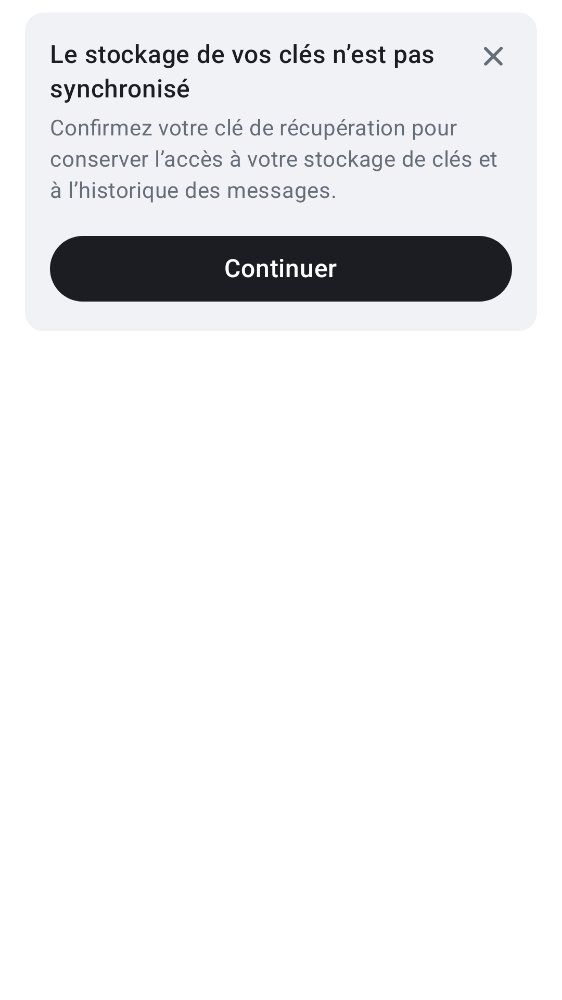 Le stockage de vos clés n’est pas
synchronisé
Confirmez votre clé de récupération pour
conserver l’accès à votre stockage de clés et
à l’historique des messages.
Continuer